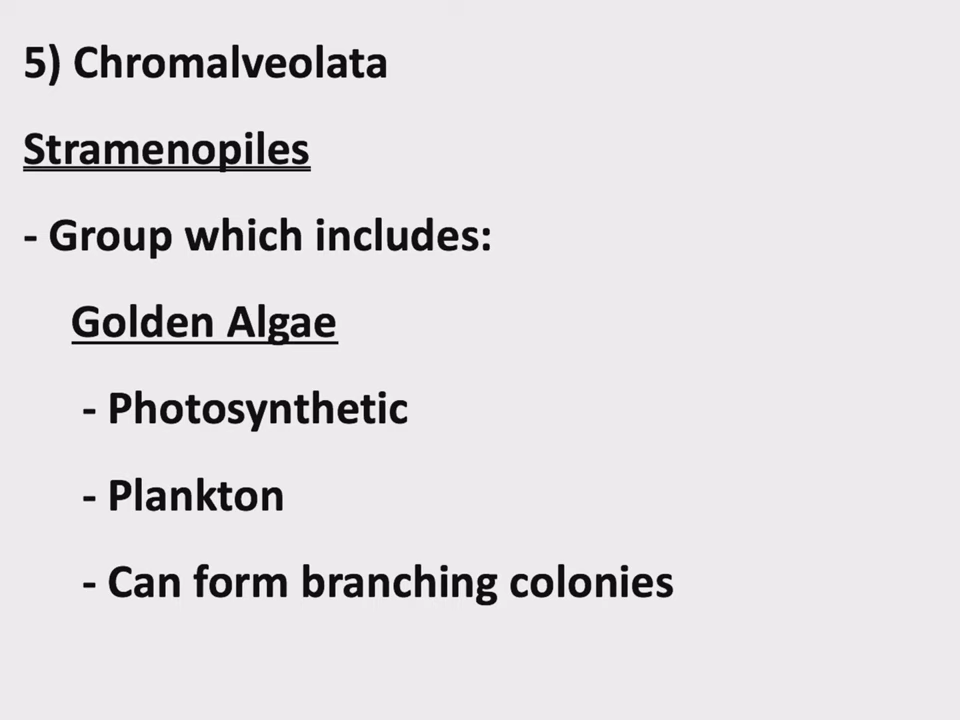 5) Chromalveolata
Stramenopiles
- Group which includes:
Golden Algae
- Photosynthetic
- Plankton
- Can form branching colonies